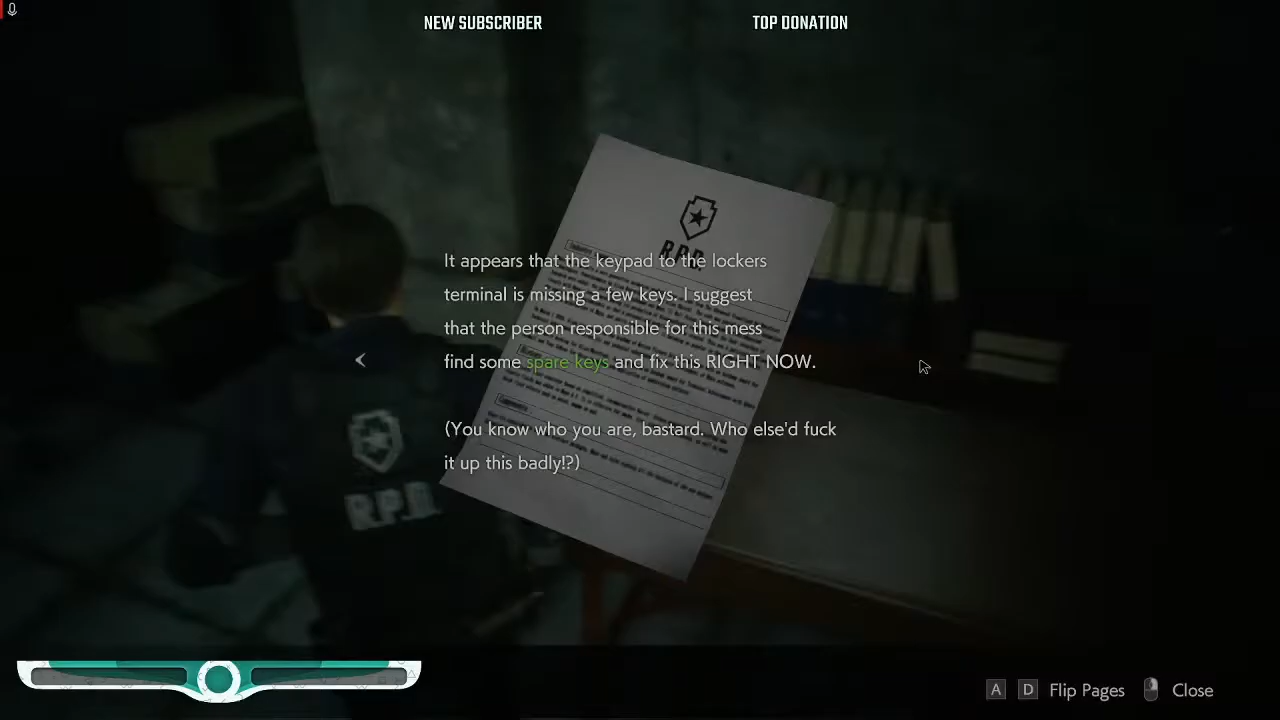 NEW SUBSCRIBER
TOP DONATION
R.P.D.
It appears that the keypad to the lockers
terminal is missing a few keys. I suggest
that the person responsible for this mess
find some spare keys and fix this RIGHT NOW.
(You know who you are, bastard. Who else'd fuck
it up this badly!?)
R.P.D.
A D Flip Pages
Close